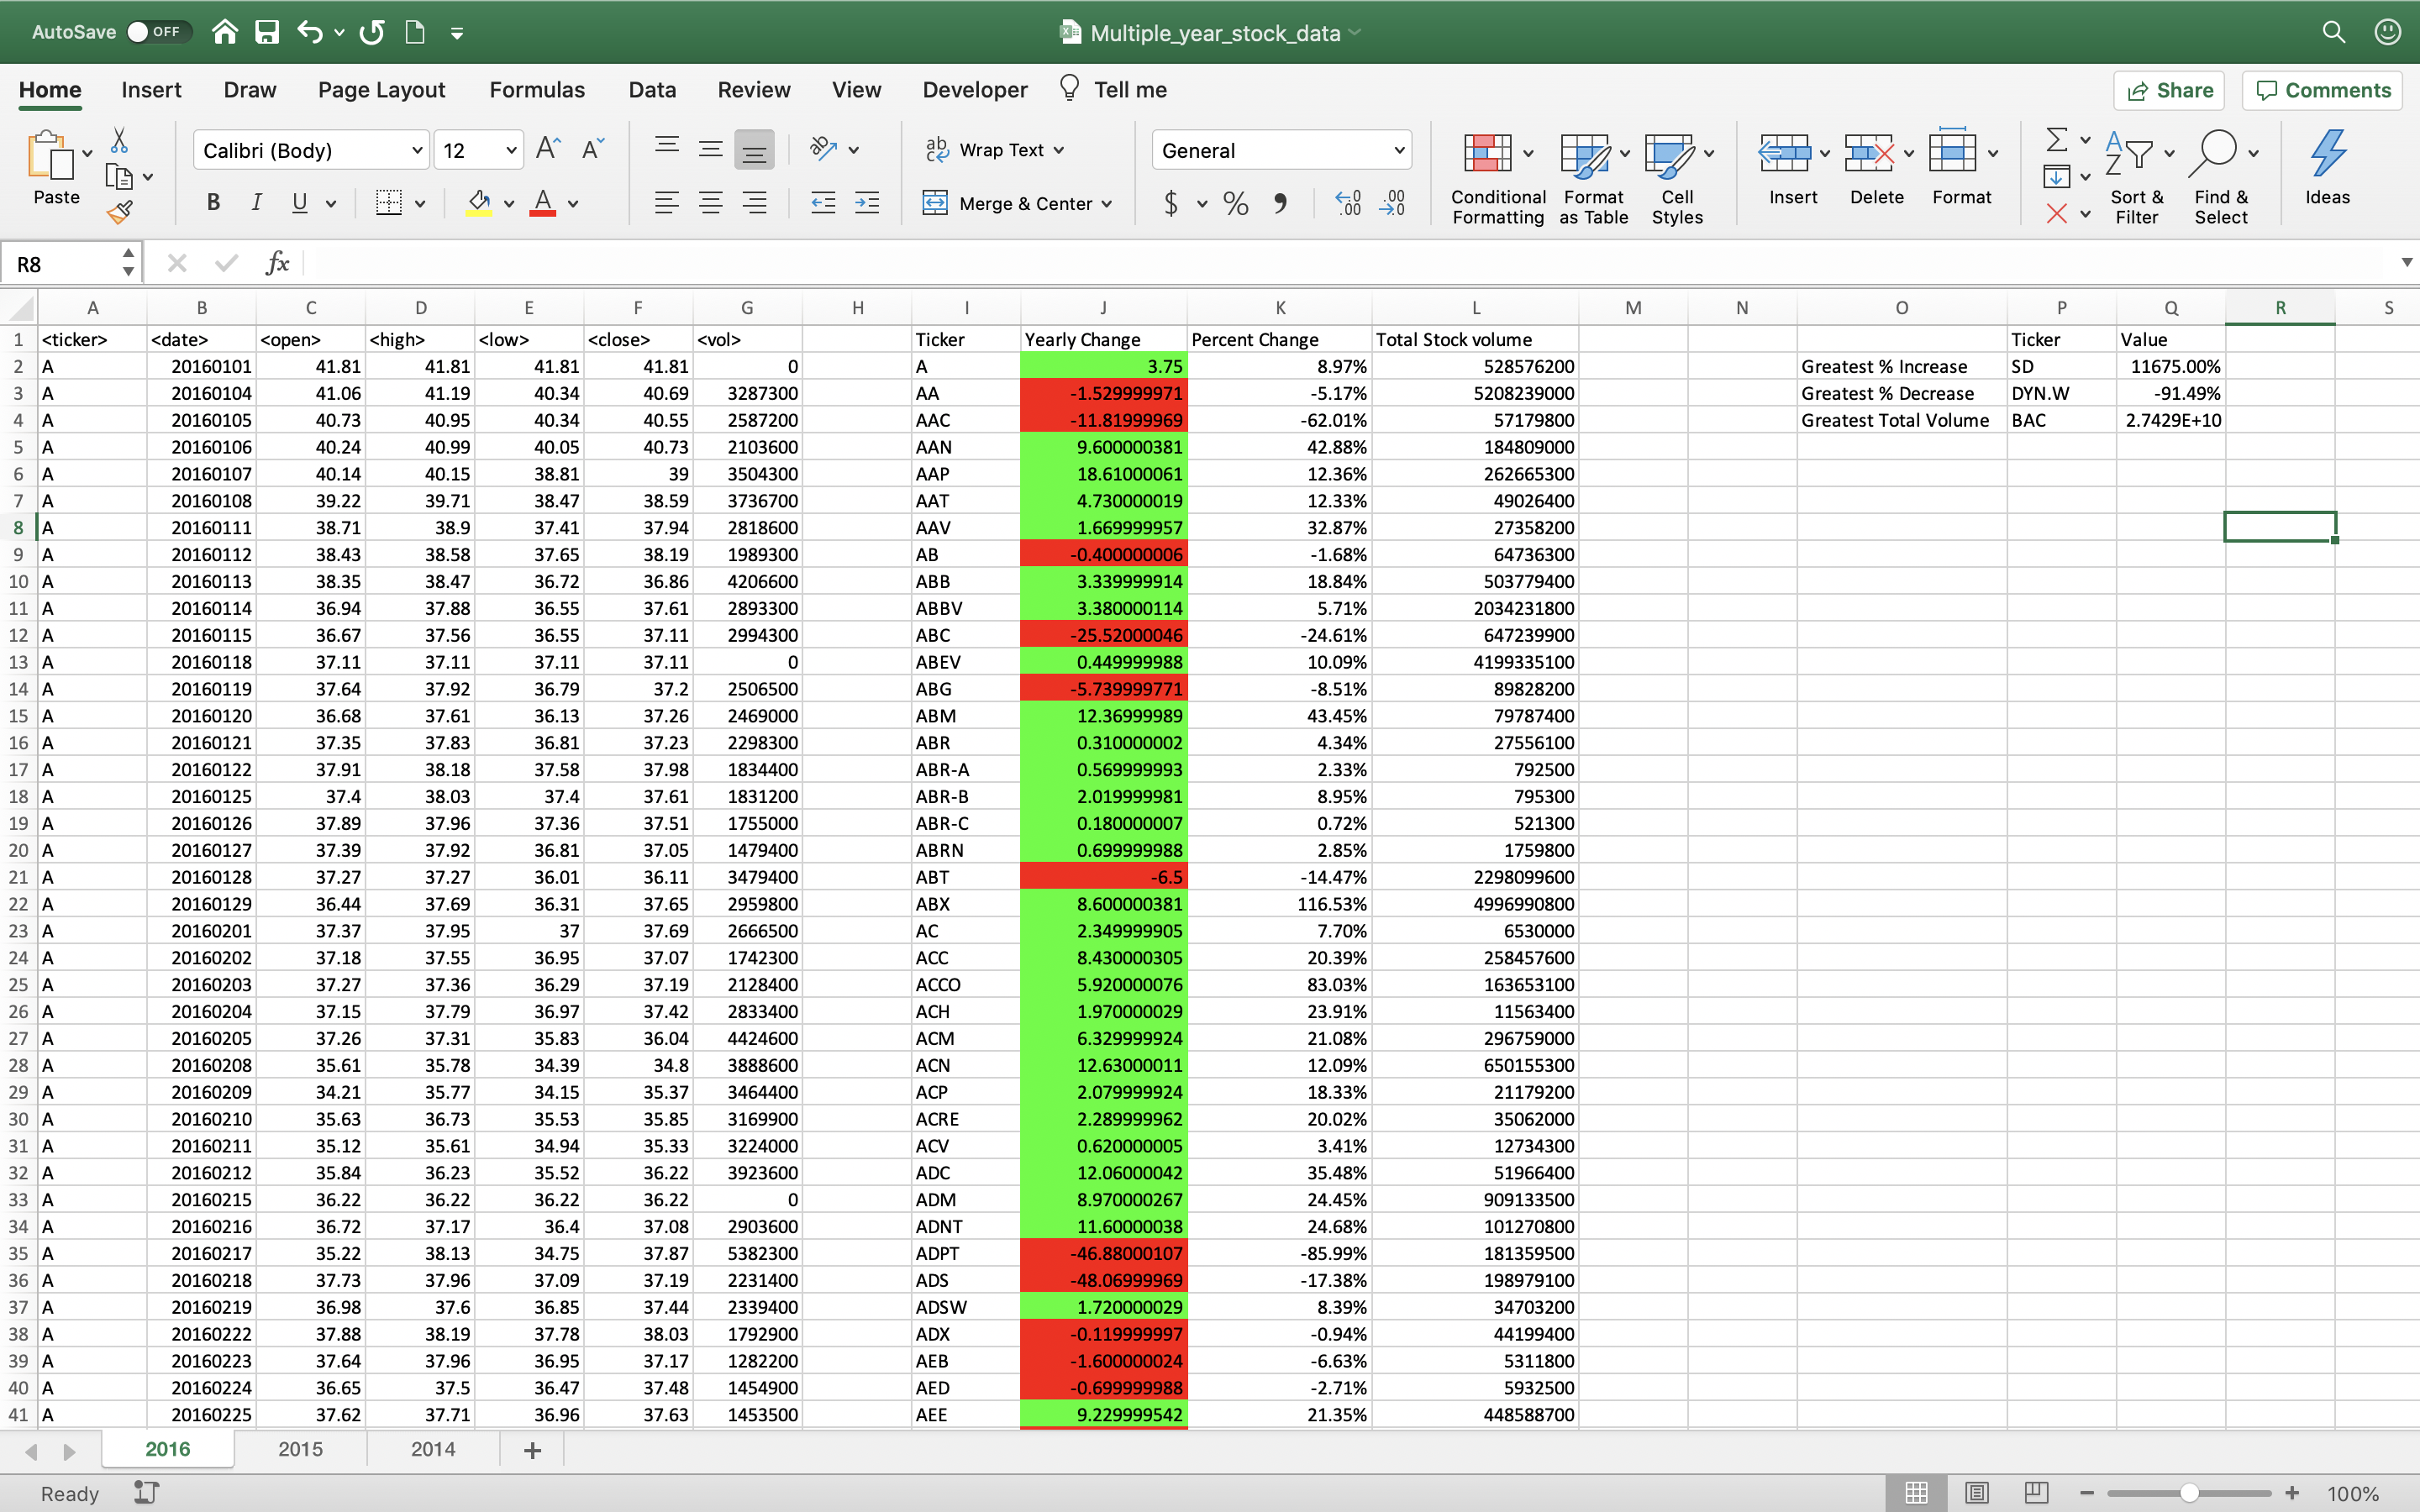 AutoSave OFF Multiple_year_stock_data
Home Insert Draw Page Layout Formulas Data Review View Developer Tell me Share Comments
Paste Calibri (Body) 12 Wrap Text General Conditional Formatting Format as Table Cell Styles Insert Delete Format Sort & Filter Find & Select Ideas
B I U Merge & Center $ %
R8 fx
A B C D E F G H I J K L M N O P Q R S
1 <ticker> <date> <open> <high> <low> <close> <vol> Ticker Yearly Change Percent Change Total Stock volume Ticker Value
2 A 20160101 41.81 41.81 41.81 41.81 0 A 3.75 8.97% 528576200 Greatest % Increase SD 11675.00%
3 A 20160104 41.06 41.19 40.34 40.69 3287300 AA -1.529999971 -5.17% 5208239000 Greatest % Decrease DYN.W -91.49%
4 A 20160105 40.73 40.95 40.34 40.55 2587200 AAC -11.81999969 -62.01% 57179800 Greatest Total Volume BAC 2.7429E+10
5 A 20160106 40.24 40.99 40.05 40.73 2103600 AAN 9.600000381 42.88% 184809000
6 A 20160107 40.14 40.15 38.81 39 3504300 AAP 18.61000061 12.36% 262665300
7 A 20160108 39.22 39.71 38.47 38.59 3736700 AAT 4.730000019 12.33% 49026400
8 A 20160111 38.71 38.9 37.41 37.94 2818600 AAV 1.669999957 32.87% 27358200
9 A 20160112 38.43 38.58 37.65 38.19 1989300 AB -0.400000006 -1.68% 64736300
10 A 20160113 38.35 38.47 36.72 36.86 4206600 ABB 3.339999914 18.84% 503779400
11 A 20160114 36.94 37.88 36.55 37.61 2893300 ABBV 3.380000114 5.71% 2034231800
12 A 20160115 36.67 37.56 36.55 37.11 2994300 ABC -25.52000046 -24.61% 647239900
13 A 20160118 37.11 37.11 37.11 37.11 0 ABEV 0.449999988 10.09% 4199335100
14 A 20160119 37.64 37.92 36.79 37.2 2506500 ABG -5.739999771 -8.51% 89828200
15 A 20160120 36.68 37.61 36.13 37.26 2469000 ABM 12.36999989 43.45% 79787400
16 A 20160121 37.35 37.83 36.81 37.23 2298300 ABR 0.310000002 4.34% 27556100
17 A 20160122 37.91 38.18 37.58 37.98 1834400 ABR-A 0.569999993 2.33% 792500
18 A 20160125 37.4 38.03 37.4 37.61 1831200 ABR-B 2.019999981 8.95% 795300
19 A 20160126 37.89 37.96 37.36 37.51 1755000 ABR-C 0.180000007 0.72% 521300
20 A 20160127 37.39 37.92 36.81 37.05 1479400 ABRN 0.699999988 2.85% 1759800
21 A 20160128 37.27 37.27 36.01 36.11 3479400 ABT -6.5 -14.47% 2298099600
22 A 20160129 36.44 37.69 36.31 37.65 2959800 ABX 8.600000381 116.53% 4996990800
23 A 20160201 37.37 37.95 37 37.69 2666500 AC 2.349999905 7.70% 6530000
24 A 20160202 37.18 37.55 36.95 37.07 1742300 ACC 8.430000305 20.39% 258457600
25 A 20160203 37.27 37.36 36.29 37.19 2128400 ACCO 5.920000076 83.03% 163653100
26 A 20160204 37.15 37.79 36.97 37.42 2833400 ACH 1.970000029 23.91% 11563400
27 A 20160205 37.26 37.31 35.83 36.04 4424600 ACM 6.329999924 21.08% 296759000
28 A 20160208 35.61 35.78 34.39 34.8 3888600 ACN 12.63000011 12.09% 650155300
29 A 20160209 34.21 35.77 34.15 35.37 3464400 ACP 2.079999924 18.33% 21179200
30 A 20160210 35.63 36.73 35.53 35.85 3169900 ACRE 2.289999962 20.02% 35062000
31 A 20160211 35.12 35.61 34.94 35.33 3224000 ACV 0.620000005 3.41% 12734300
32 A 20160212 35.84 36.23 35.52 36.22 3923600 ADC 12.06000042 35.48% 51966400
33 A 20160215 36.22 36.22 36.22 36.22 0 ADM 8.970000267 24.45% 909133500
34 A 20160216 36.72 37.17 36.4 37.08 2903600 ADNT 11.60000038 24.68% 101270800
35 A 20160217 35.22 38.13 34.75 37.87 5382300 ADPT -46.88000107 -85.99% 181359500
36 A 20160218 37.73 37.96 37.09 37.19 2231400 ADS -48.06999969 -17.38% 198979100
37 A 20160219 36.98 37.6 36.85 37.44 2339400 ADSW 1.720000029 8.39% 34703200
38 A 20160222 37.88 38.19 37.78 38.03 1792900 ADX -0.119999997 -0.94% 44199400
39 A 20160223 37.64 37.96 36.95 37.17 1282200 AEB -1.600000024 -6.63% 5311800
40 A 20160224 36.65 37.5 36.47 37.48 1454900 AED -0.699999988 -2.71% 5932500
41 A 20160225 37.62 37.71 36.96 37.63 1453500 AEE 9.229999542 21.35% 448588700
2016 2015 2014 +
Ready 100%